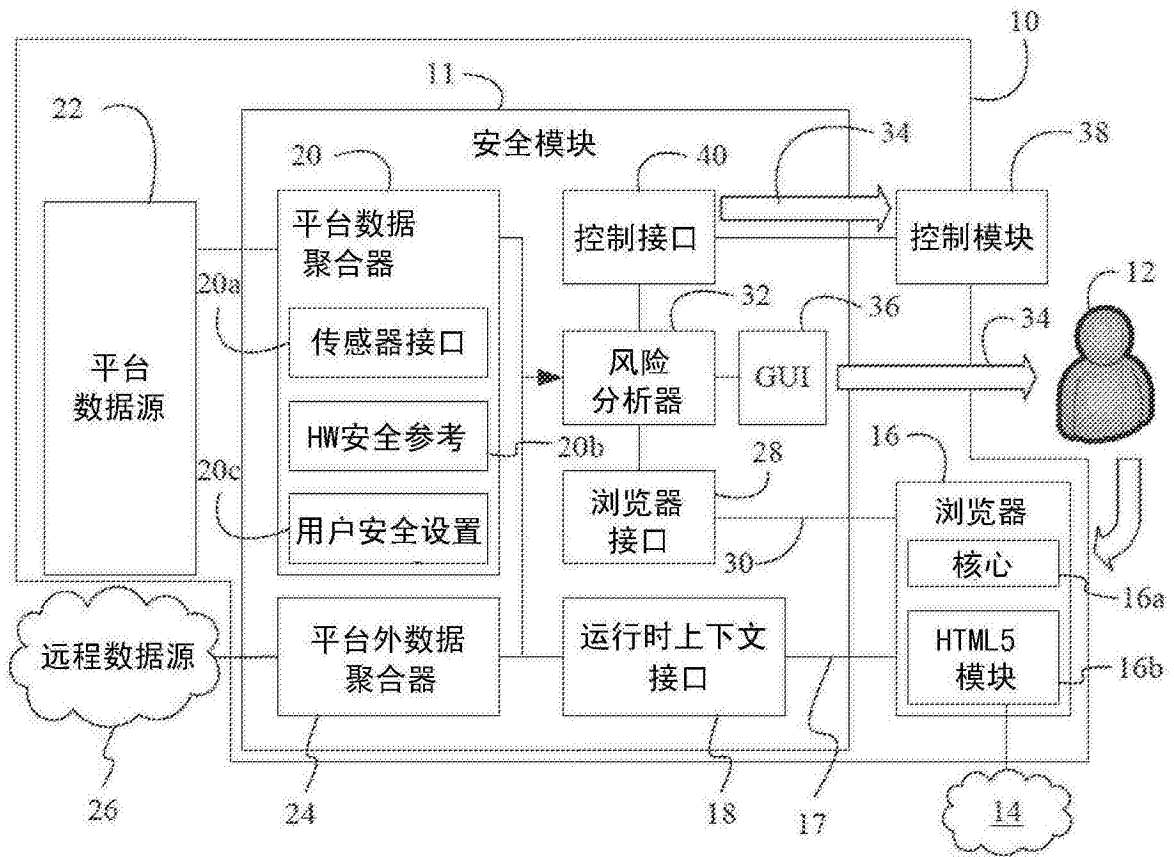 10
11
22
安全模块
34
38
20
40
平台数据
聚合器
控制接口
控制模块
12
20a
32
36
34
传感器接口
平台
数据源
风险
分析器
GUI
HW安全参考
20b
28
16
20c
浏览器
接口
浏览器
用户安全设置
30
核心
16a
远程数据源
平台外数据
聚合器
运行时上下文
接口
HTML5
模块
16b
26
24
18
17
14